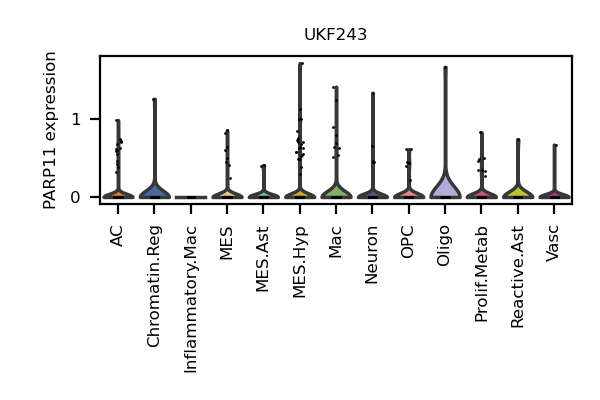 UKF243
PARP11 expression
1
0
AC
Chromatin.Reg
Inflammatory.Mac
MES
MES.Ast
MES.Hyp
Mac
Neuron
OPC
Oligo
Prolif.Metab
Reactive.Ast
Vasc